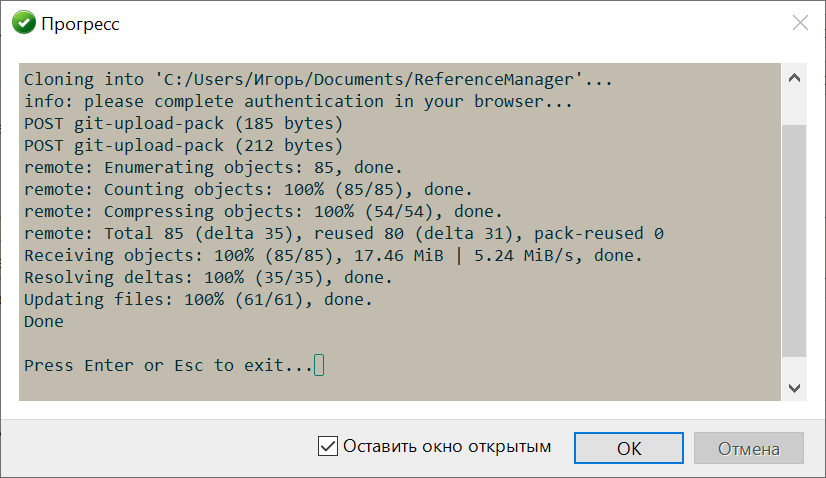 Прогресс
Cloning into 'C:/Users/Игорь/Documents/ReferenceManager'...
info: please complete authentication in your browser...
POST git-upload-pack (185 bytes)
POST git-upload-pack (212 bytes)
remote: Enumerating objects: 85, done.
remote: Counting objects: 100% (85/85), done.
remote: Compressing objects: 100% (54/54), done.
remote: Total 85 (delta 35), reused 80 (delta 31), pack-reused 0
Receiving objects: 100% (85/85), 17.46 MiB | 5.24 MiB/s, done.
Resolving deltas: 100% (35/35), done.
Updating files: 100% (61/61), done.
Done
Press Enter or Esc to exit...
Оставить окно открытым
OK
Отмена